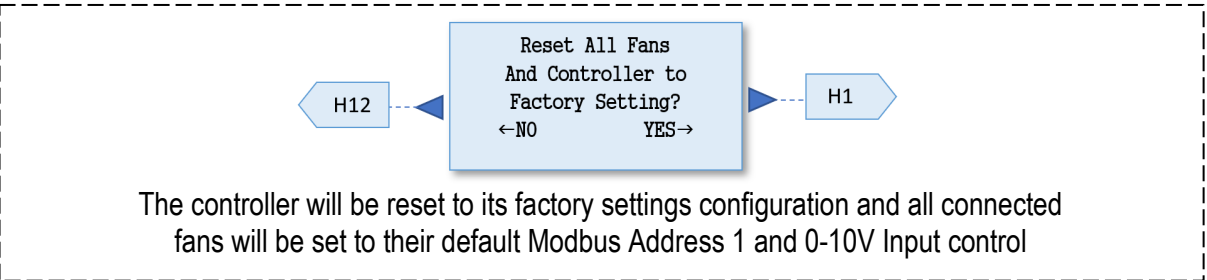 Reset All Fans
And Controller to
Factory Setting?
←NO YES→
H12
H1
The controller will be reset to its factory settings configuration and all connected
fans will be set to their default Modbus Address 1 and 0-10V Input control